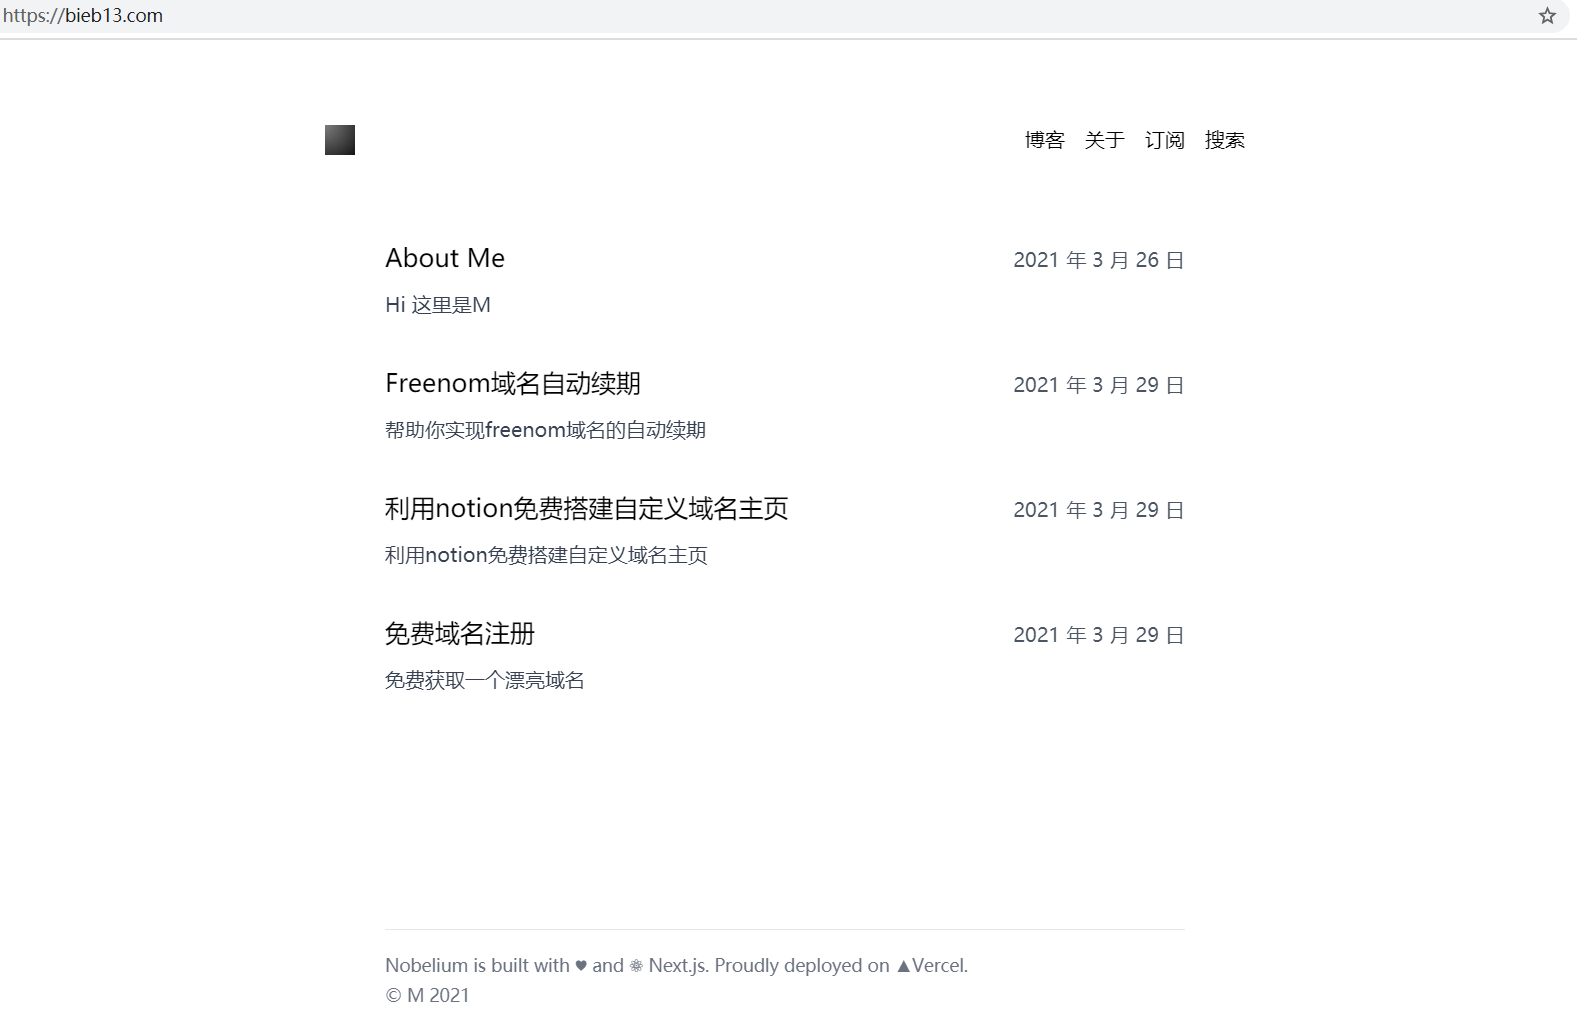 https://bieb13.com
博客 关于 订阅 搜索
About Me 2021 年 3 月 26 日
Hi 这里是M
Freenom域名自动续期 2021 年 3 月 29 日
帮助你实现freenom域名的自动续期
利用notion免费搭建自定义域名主页 2021 年 3 月 29 日
利用notion免费搭建自定义域名主页
免费域名注册 2021 年 3 月 29 日
免费获取一个漂亮域名
Nobelium is built with ♥ and ⚛ Next.js. Proudly deployed on ▲Vercel.
© M 2021